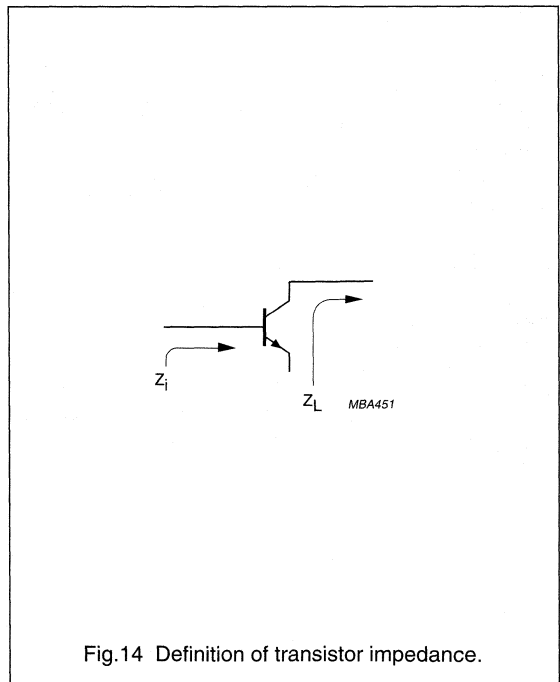 Zi
ZL
MBA451
Fig.14 Definition of transistor impedance.